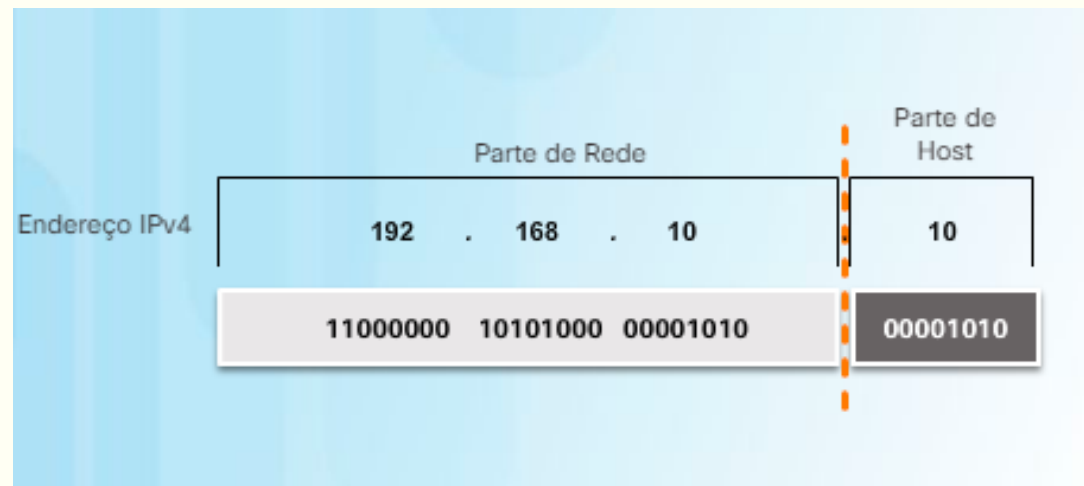 Parte de Rede
Parte de
Host
Endereço IPv4
192 . 168 . 10 . 10
11000000 10101000 00001010 00001010